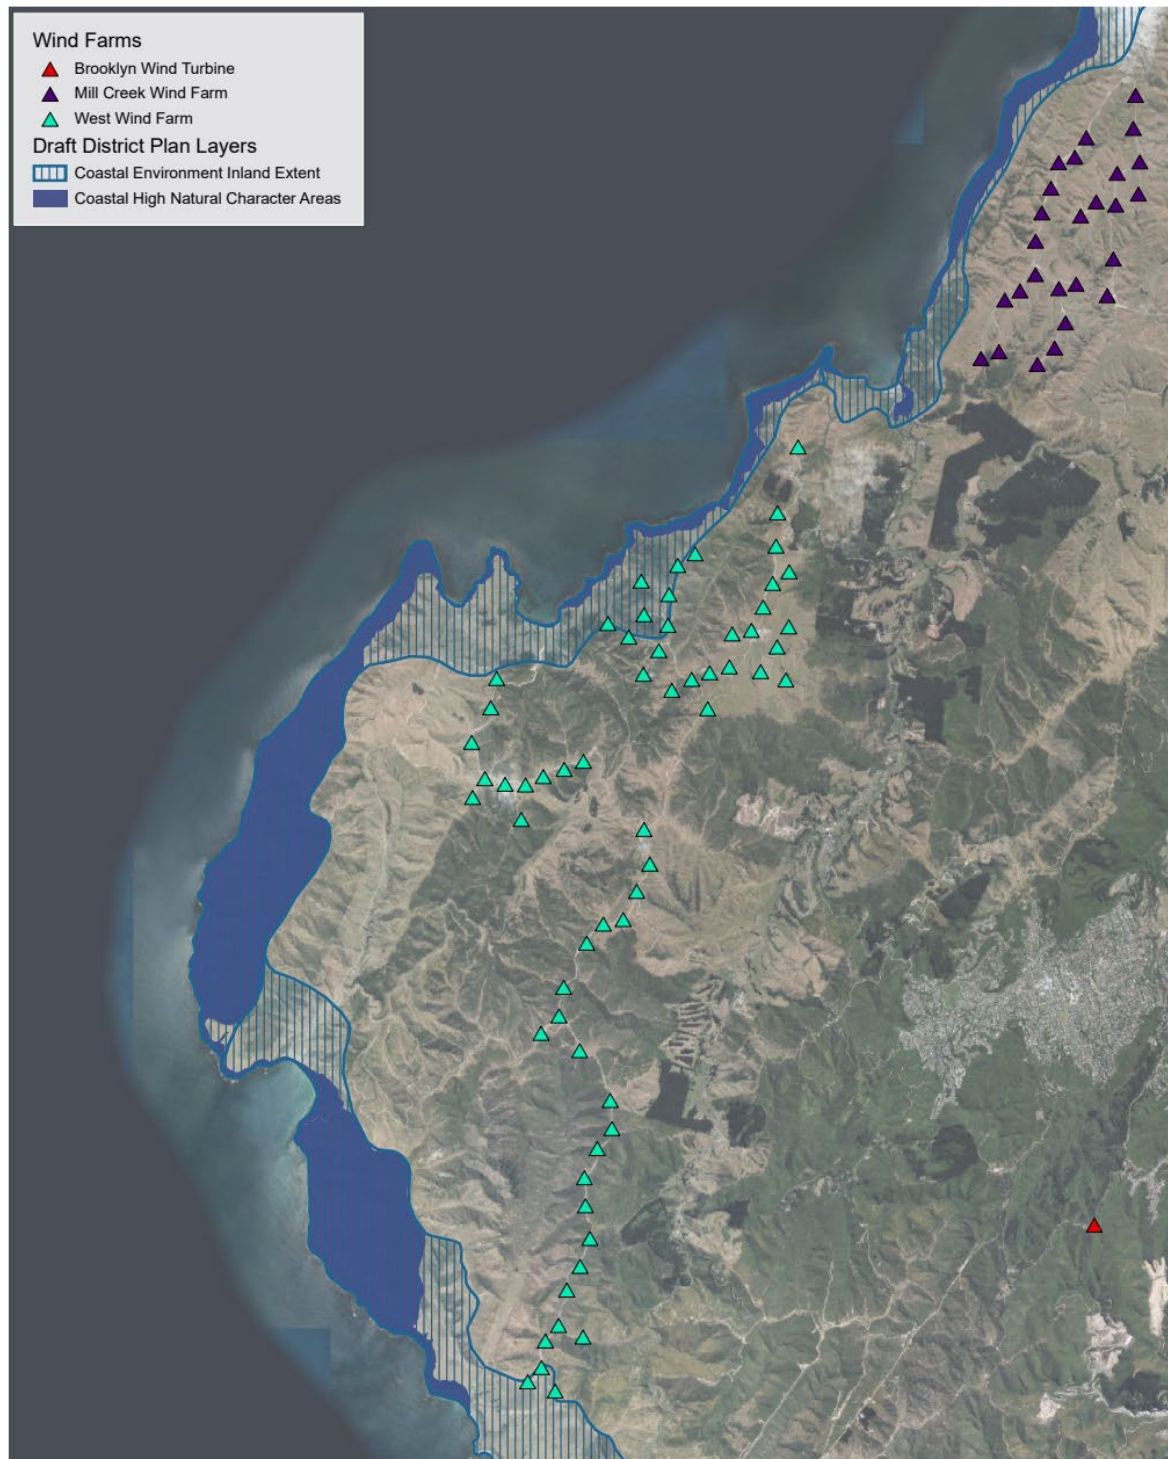 Wind Farms
Brooklyn Wind Turbine
Mill Creek Wind Farm
West Wind Farm
Draft District Plan Layers
Coastal Environment Inland Extent
Coastal High Natural Character Areas